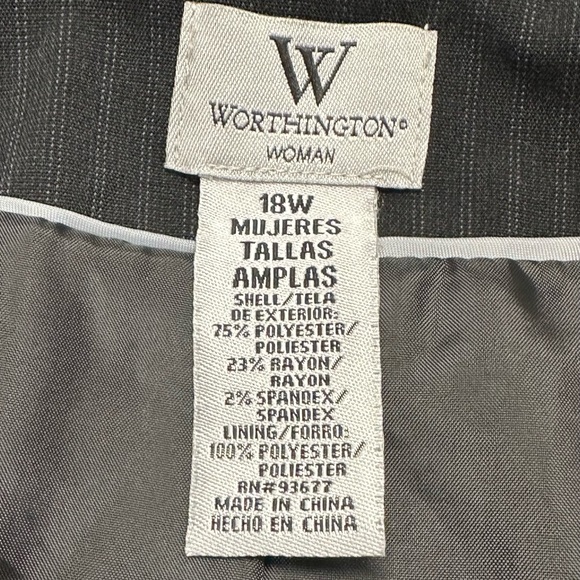 W
WORTHINGTON®
WOMAN
18W
MUJERES
TALLAS
AMPLAS
SHELL/TELA
DE EXTERIOR:
75% POLYESTER/
POLIESTER
23% RAYON/
RAYON
2% SPANDEX/
SPANDEX
LINING/FORRO:
100% POLYESTER/
POLIESTER
RN#93677
MADE IN CHINA
HECHO EN CHINA